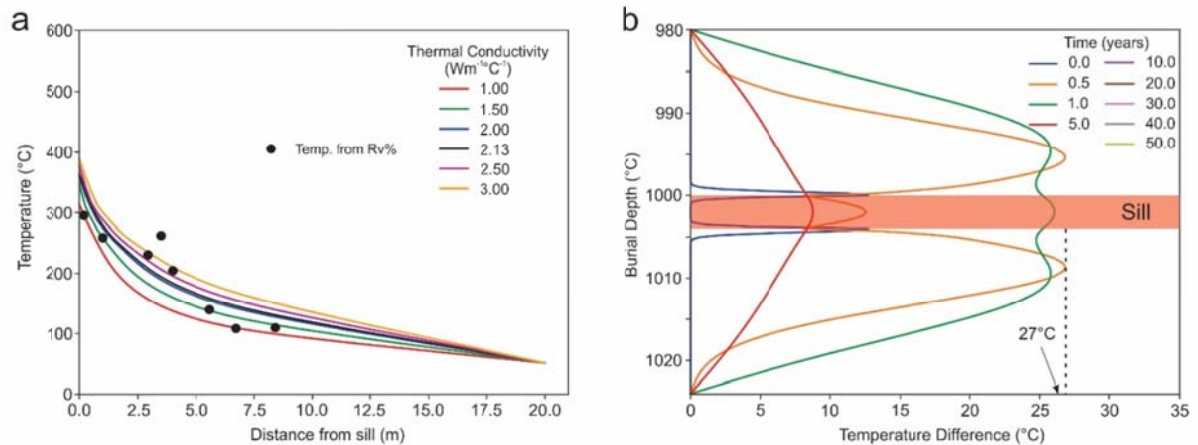 a
600
500
400
300
200
100
0
Temperature (°C)
0.0 2.5 5.0 7.5 10.0 12.5 15.0 17.5 20.0
Distance from sill (m)
Thermal Conductivity
(Wm⁻¹°C⁻¹)
1.00
1.50
2.00
2.13
2.50
3.00
Temp. from Rv%
b
980
990
1000
1010
1020
Burial Depth (°C)
0 5 10 15 20 25 30 35
Temperature Difference (°C)
Time (years)
0.0 10.0
0.5 20.0
1.0 30.0
5.0 40.0
50.0
Sill
27°C